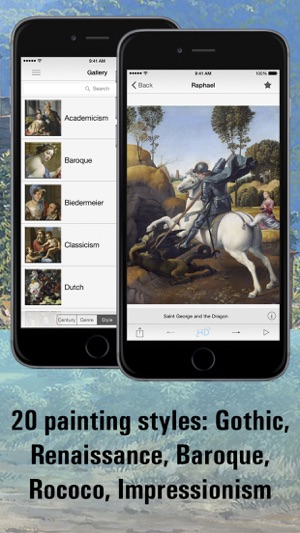 9:41 AM
Gallery
Search
Academicism
Baroque
Biedermeier
Classicism
Dutch
Century Genre Style
9:41 AM 100%
Back Raphael
Saint George and the Dragon
HD
20 painting styles: Gothic,
Renaissance, Baroque,
Rococo, Impressionism